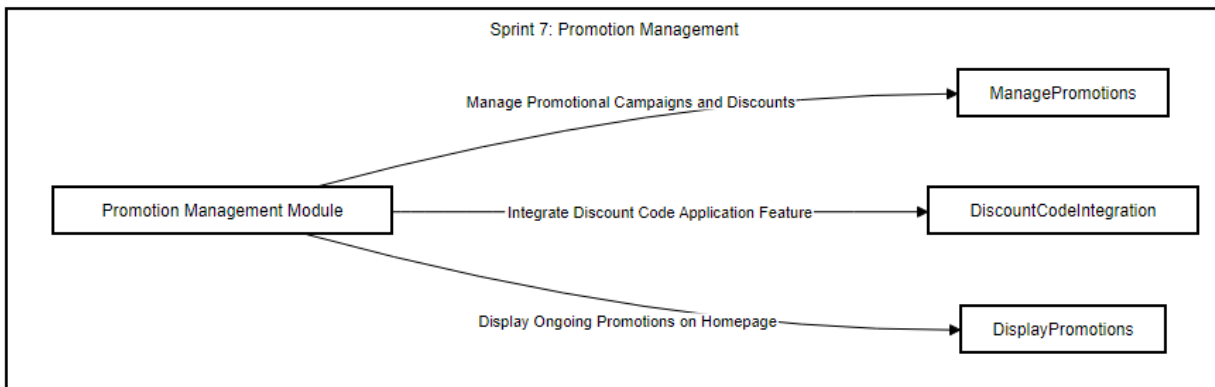 Sprint 7: Promotion Management
Manage Promotional Campaigns and Discounts
ManagePromotions
Promotion Management Module
Integrate Discount Code Application Feature
DiscountCodeIntegration
Display Ongoing Promotions on Homepage
DisplayPromotions